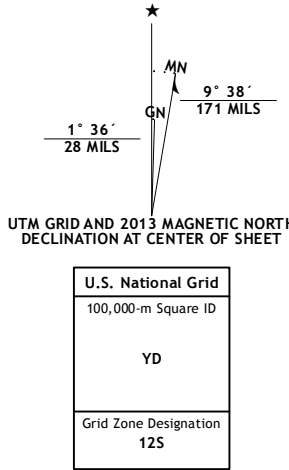 ★
MN
GN
9° 38´
171 MILS
1° 36´
28 MILS
UTM GRID AND 2013 MAGNETIC NORTH
DECLINATION AT CENTER OF SHEET
U.S. National Grid
100,000-m Square ID
YD
Grid Zone Designation
12S